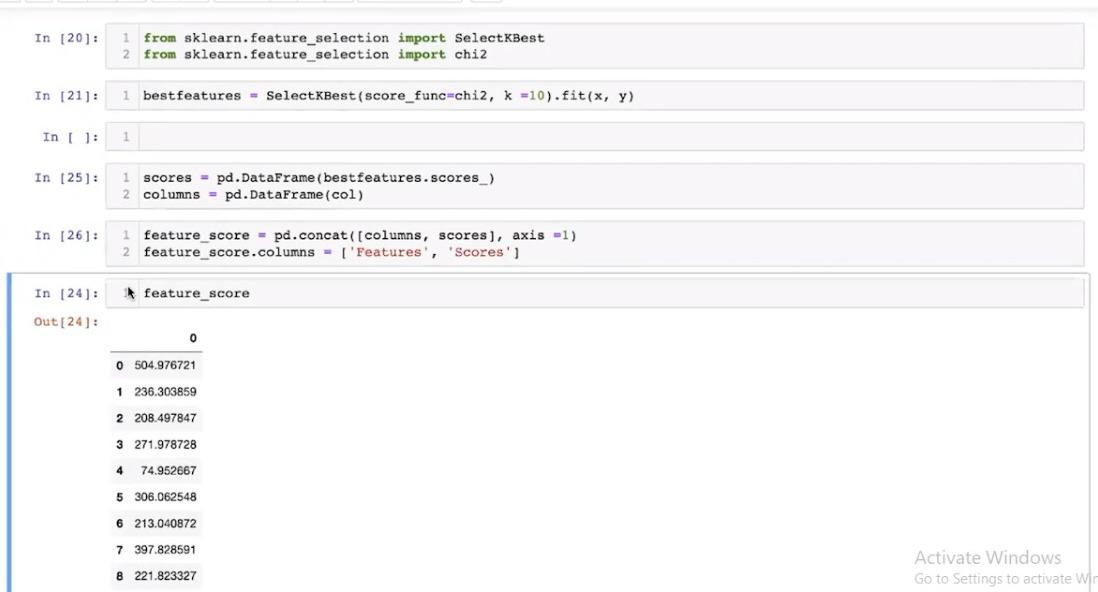 In [20]:
1 from sklearn.feature_selection import SelectKBest
2 from sklearn.feature_selection import chi2
In [21]:
1 bestfeatures = SelectKBest(score_func=chi2, k =10).fit(x, y)
In [ ]:
1
In [25]:
1 scores = pd.DataFrame(bestfeatures.scores_)
2 columns = pd.DataFrame(col)
In [26]:
1 feature_score = pd.concat([columns, scores], axis =1)
2 feature_score.columns = ['Features', 'Scores']
In [24]:
1 feature_score
Out[24]:
0
0 504.976721
1 236.303859
2 208.497847
3 271.978728
4 74.952667
5 306.062548
6 213.040872
7 397.828591
8 221.823327
Activate Windows
Go to Settings to activate Win